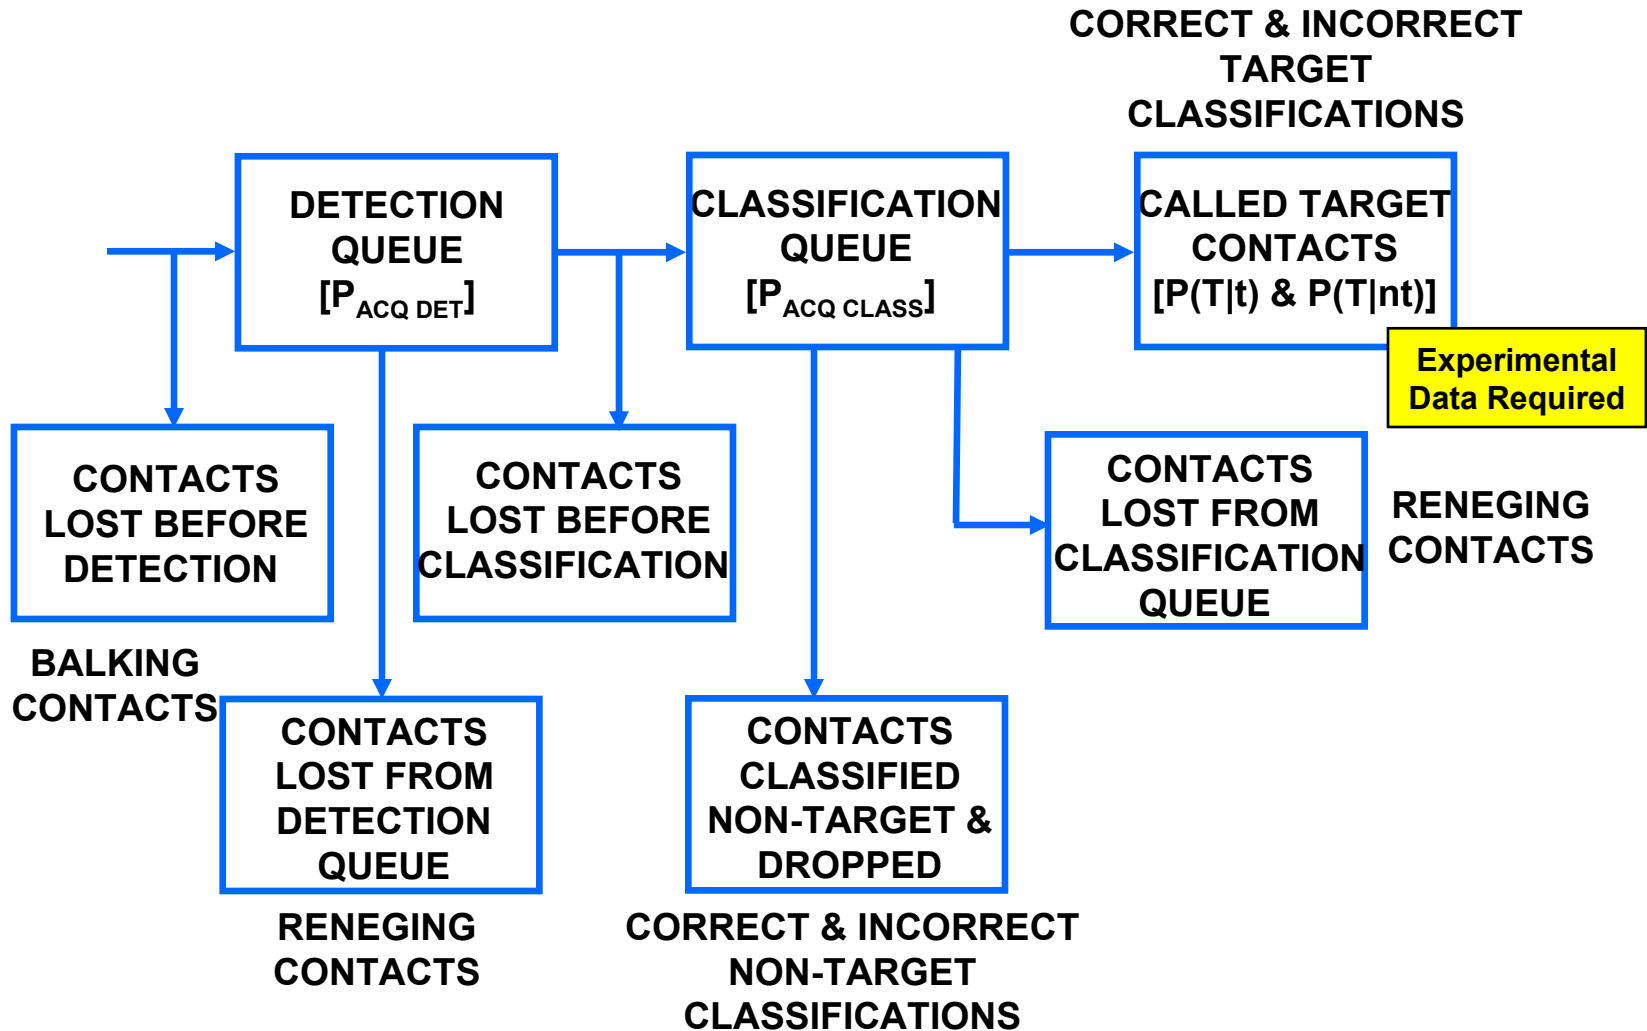 CORRECT & INCORRECT
TARGET
CLASSIFICATIONS
DETECTION
QUEUE
[P_ACQ DET]
CLASSIFICATION
QUEUE
[P_ACQ CLASS]
CALLED TARGET
CONTACTS
[P(T|t) & P(T|nt)]
Experimental
Data Required
CONTACTS
LOST BEFORE
DETECTION
CONTACTS
LOST BEFORE
CLASSIFICATION
CONTACTS
LOST FROM
CLASSIFICATION
QUEUE
RENEGING
CONTACTS
BALKING
CONTACTS
CONTACTS
LOST FROM
DETECTION
QUEUE
CONTACTS
CLASSIFIED
NON-TARGET &
DROPPED
RENEGING
CONTACTS
CORRECT & INCORRECT
NON-TARGET
CLASSIFICATIONS